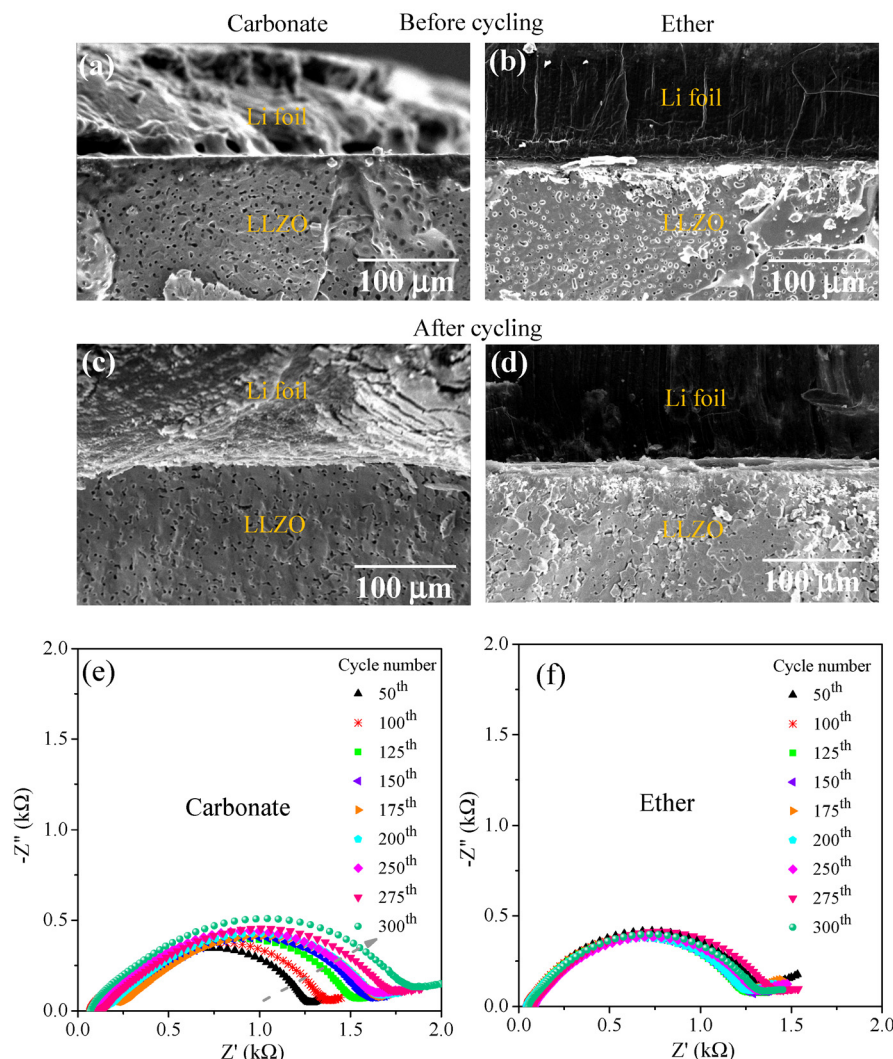 Carbonate Before cycling Ether
(a) (b)
Li foil Li foil
LLZO LLZO
100 μm 100 μm
After cycling
(c) (d)
Li foil Li foil
LLZO LLZO
100 μm 100 μm
(e)
2.0
1.5
1.0
0.5
0.0
-Z" (kΩ)
Cycle number
50th
100th
125th
150th
175th
200th
250th
275th
300th
Carbonate
0.0 0.5 1.0 1.5 2.0
Z' (kΩ)
(f)
2.0
1.5
1.0
0.5
0.0
-Z" (kΩ)
Cycle number
50th
100th
125th
150th
175th
200th
250th
275th
300th
Ether
0.0 0.5 1.0 1.5 2.0
Z' (kΩ)